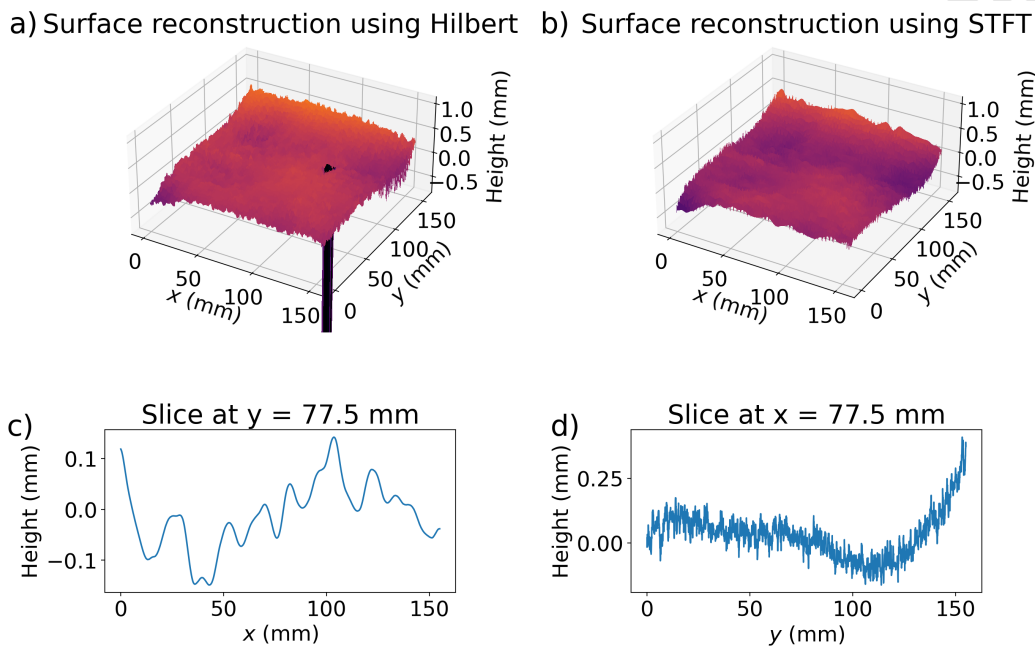 a) Surface reconstruction using Hilbert
b) Surface reconstruction using STFT
1.0
0.5
0.0
−0.5
Height (mm)
150
100
50
0
y (mm)
0
50
100
150
x (mm)
1.0
0.5
0.0
−0.5
Height (mm)
150
100
50
0
y (mm)
0
50
100
150
x (mm)
c)
Slice at y = 77.5 mm
Height (mm)
0.1
0.0
−0.1
0 50 100 150
x (mm)
d)
Slice at x = 77.5 mm
Height (mm)
0.25
0.00
0 50 100 150
y (mm)